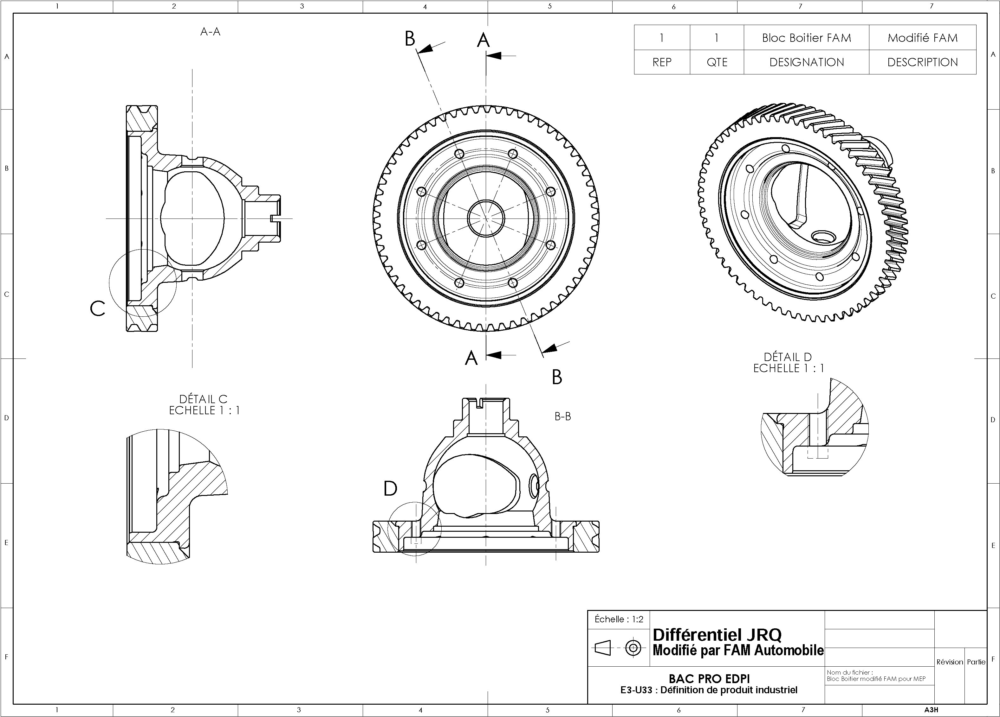 1 2 3 4 5 6 7 7
A-A
B
A
1 1 Bloc Boitier FAM Modifié FAM
REP QTE DESIGNATION DESCRIPTION
A A
B B
C C
C
A
B
DÉTAIL D
ECHELLE 1 : 1
DÉTAIL C
ECHELLE 1 : 1
B-B
D D
D
E E
Échelle : 1:2
Différentiel JRQ
Modifié par FAM Automobile
F F
Révision Partie
Nom du fichier :
Bloc Boitier modifié FAM pour MEP
BAC PRO EDPI
E3-U33 : Définition de produit industriel
1 2 3 4 5 6 7 A3H